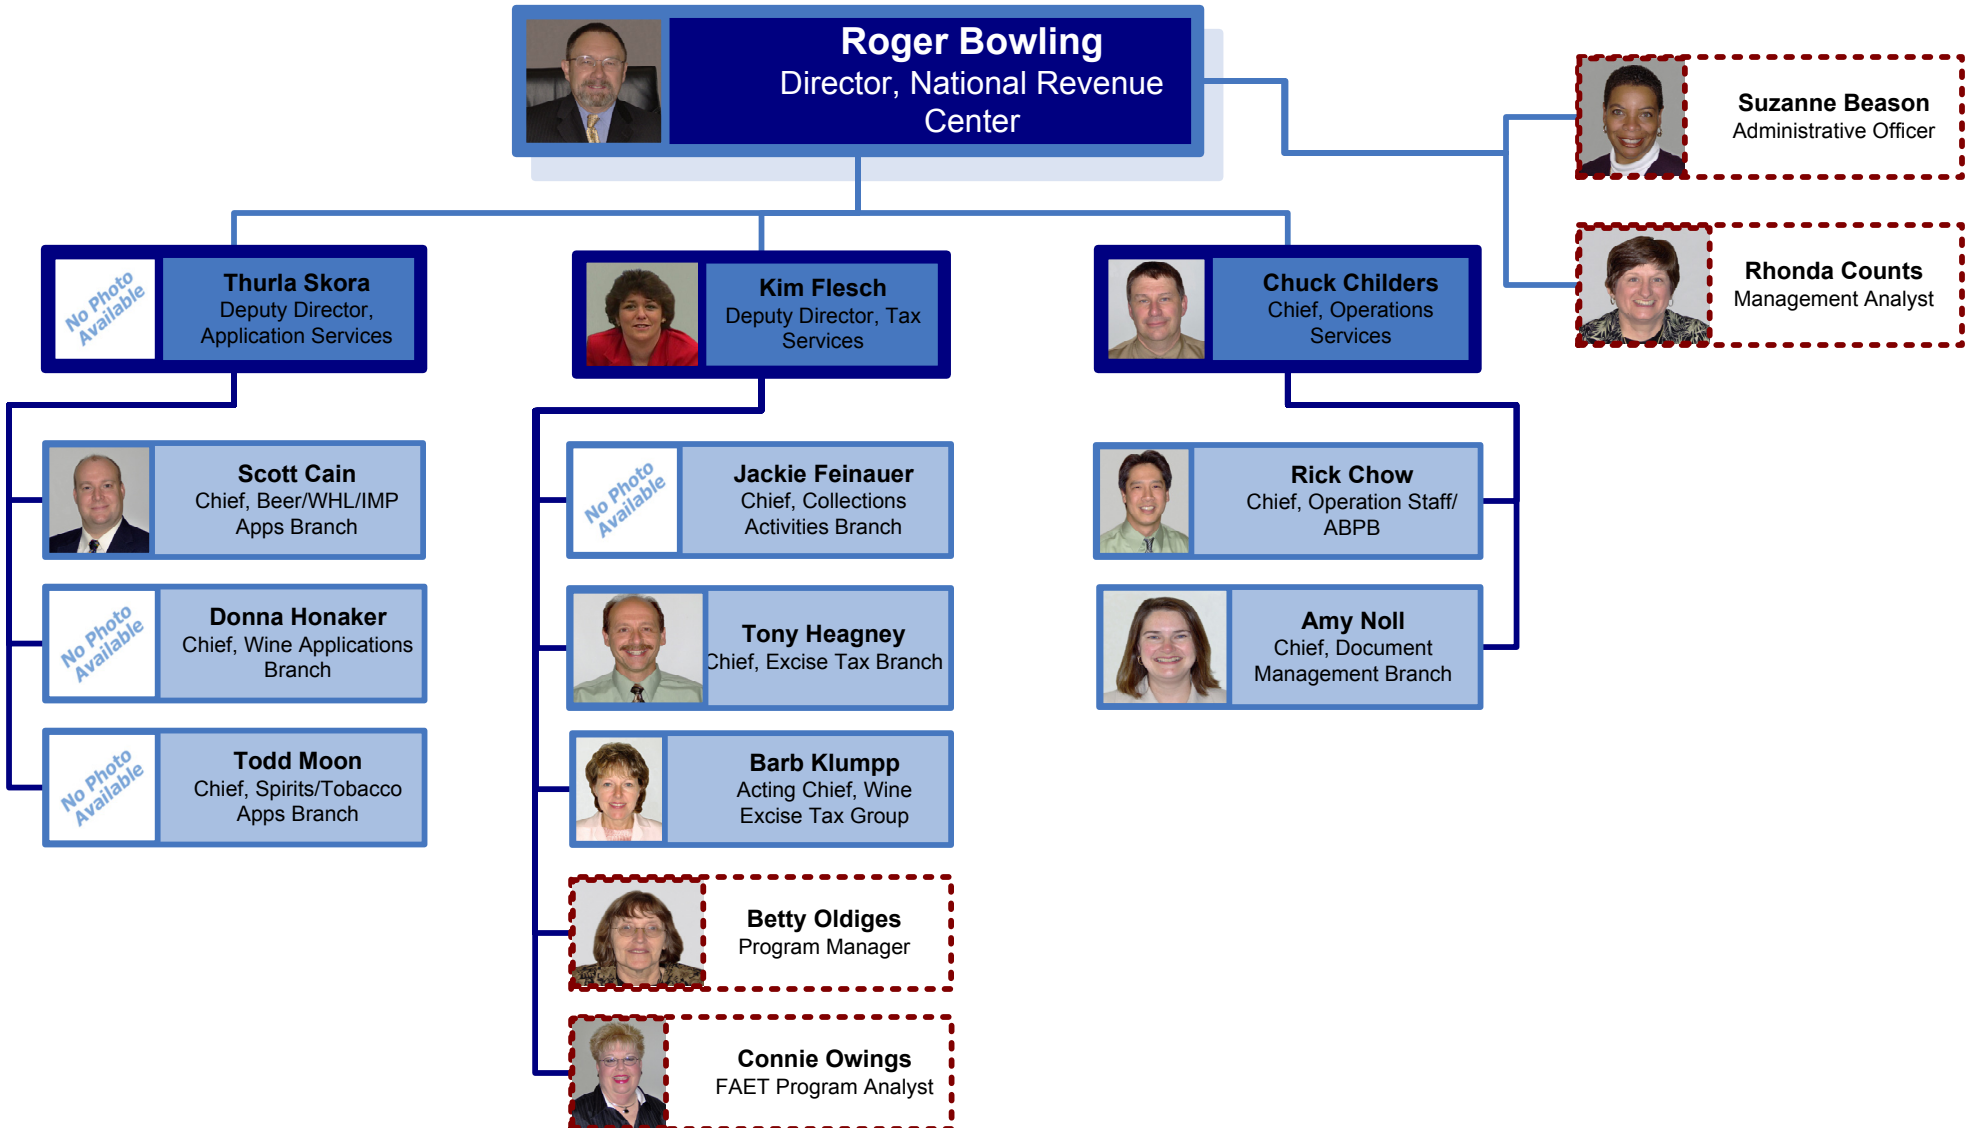 Roger Bowling
Director, National Revenue
Center
Suzanne Beason
Administrative Officer
Rhonda Counts
Management Analyst
No Photo
Available
Thurla Skora
Deputy Director,
Application Services
Kim Flesch
Deputy Director, Tax
Services
Chuck Childers
Chief, Operations
Services
Scott Cain
Chief, Beer/WHL/IMP
Apps Branch
No Photo
Available
Donna Honaker
Chief, Wine Applications
Branch
No Photo
Available
Todd Moon
Chief, Spirits/Tobacco
Apps Branch
No Photo
Available
Jackie Feinauer
Chief, Collections
Activities Branch
Tony Heagney
Chief, Excise Tax Branch
Barb Klumpp
Acting Chief, Wine
Excise Tax Group
Betty Oldiges
Program Manager
Connie Owings
FAET Program Analyst
Rick Chow
Chief, Operation Staff/
ABPB
Amy Noll
Chief, Document
Management Branch